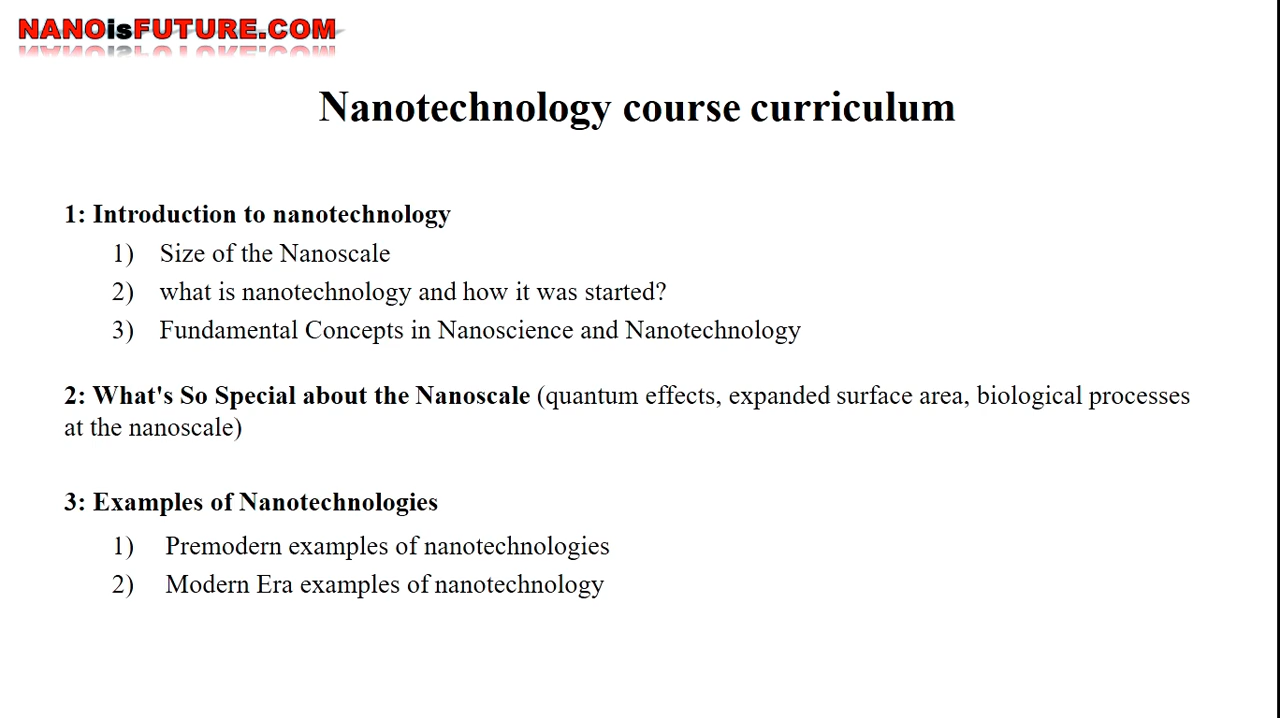 NANOisFUTURE.COM
Nanotechnology course curriculum
1: Introduction to nanotechnology
1) Size of the Nanoscale
2) what is nanotechnology and how it was started?
3) Fundamental Concepts in Nanoscience and Nanotechnology
2: What's So Special about the Nanoscale (quantum effects, expanded surface area, biological processes
at the nanoscale)
3: Examples of Nanotechnologies
1) Premodern examples of nanotechnologies
2) Modern Era examples of nanotechnology